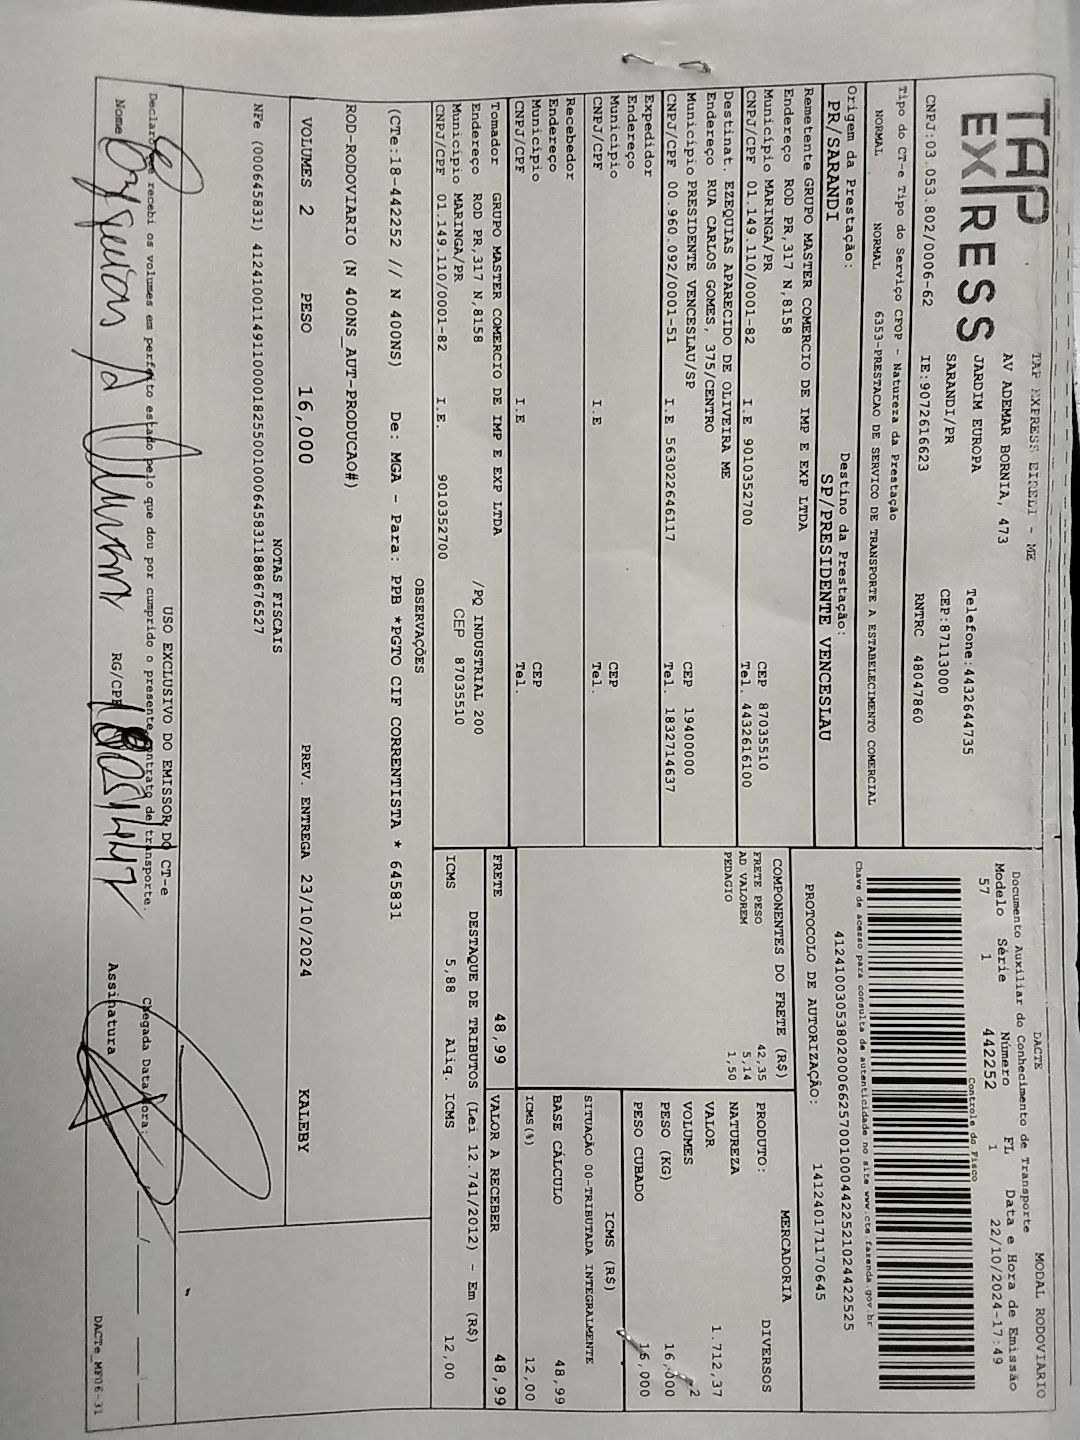 TAP
EXPRESS
TAP EXPRESS EIRELI - ME
AV ADEMAR BORNIA, 473
JARDIM EUROPA
SARANDI/PR
Telefone:4432644735
CEP:87113000
CNPJ:03.053.802/0006-62
IE:9072616623
RNTRC 48047860
DACTE
Documento Auxiliar do Conhecimento de Transporte
MODAL RODOVIARIO
Modelo Série Número FL Data e Hora de Emissão
57 1 442252 1 22/10/2024-17:49
Controle do Fisco
Chave de acesso para consulta de autenticidade no site www.cte.fazenda.gov.br
41241003053802000662570010004422521024422525
PROTOCOLO DE AUTORIZAÇÃO: 141240171170645
Tipo do CT-e Tipo do Serviço CFOP - Natureza da Prestação
NORMAL NORMAL 6353-PRESTACAO DE SERVICO DE TRANSPORTE A ESTABELECIMENTO COMERCIAL
Origem da Prestação: Destino da Prestação:
PR/SARANDI SP/PRESIDENTE VENCESLAU
Remetente GRUPO MASTER COMERCIO DE IMP E EXP LTDA
Endereço ROD PR,317 N,8158
Município MARINGA/PR CEP 87035510
CNPJ/CPF 01.149.110/0001-82 I.E 9010352700 Tel. 4432616100
Destinat. EZEQUIAS APARECIDO DE OLIVEIRA ME
Endereço RUA CARLOS GOMES, 375/CENTRO
Município PRESIDENTE VENCESLAU/SP CEP 19400000
CNPJ/CPF 00.960.092/0001-51 I.E 563022646117 Tel. 1832714637
Expedidor
Endereço
Município CEP
CNPJ/CPF I.E Tel.
Recebedor
Endereço
Município CEP
CNPJ/CPF I.E Tel.
Tomador GRUPO MASTER COMERCIO DE IMP E EXP LTDA
Endereço ROD PR,317 N,8158 /PQ INDUSTRIAL 200
Município MARINGA/PR CEP 87035510
CNPJ/CPF 01.149.110/0001-82 I.E. 9010352700
COMPONENTES DO FRETE (R$)
FRETE PESO 42,35
AD VALOREM 5,14
PEDAGIO 1,50
MERCADORIA
PRODUTO: DIVERSOS
NATUREZA
VALOR 1.712,37
VOLUMES 2
PESO (KG) 16,000
PESO CUBADO 16,000
ICMS (R$)
SITUAÇÃO 00-TRIBUTADA INTEGRALMENTE
BASE CÁLCULO 48,99
ICMS(%) 12,00
FRETE 48,99 VALOR A RECEBER 48,99
DESTAQUE DE TRIBUTOS (Lei 12.741/2012) - Em (R$)
ICMS 5,88 Aliq. ICMS 12,00
OBSERVAÇÕES
(CTe:18-442252 // N 400NS) De: MGA - Para: PPB *PGTO CIF CORRENTISTA * 645831
ROD-RODOVIARIO (N 400NS_AUT-PRODUCAO#)
VOLUMES 2 PESO 16,000 PREV. ENTREGA 23/10/2024 KALEBY
NOTAS FISCAIS
NFe (000645831) 41241001149110000182550010006458311888676527
USO EXCLUSIVO DO EMISSOR DO CT-e
Declaro que recebi os volumes em perfeito estado pelo que dou por cumprido o presente contrato de transporte.
Chegada Data/Hora: ____/____ __:__
Nome RG/CPF Assinatura
DACTe_MF06-31